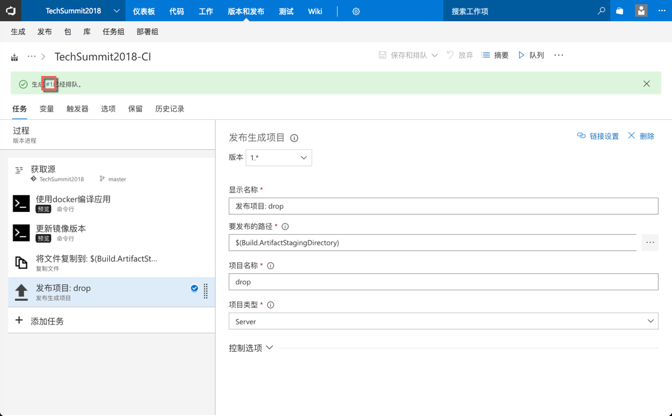 TechSummit2018 仪表板 代码 工作 版本和发布 测试 Wiki 搜索工作项
生成 发布 包 库 任务组 部署组
TechSummit2018-CI 保存和排队 放弃 摘要 队列
生成 #1已经排队。
任务 变量 触发器 选项 保留 历史记录
过程
版本进程
获取源
TechSummit2018 master
使用docker编译应用
预览 命令行
更新镜像版本
预览 命令行
将文件复制到: $(Build.ArtifactSt...
复制文件
发布项目: drop
发布生成项目
添加任务
发布生成项目 链接设置 删除
版本 1.*
显示名称 *
发布项目: drop
要发布的路径 *
$(Build.ArtifactStagingDirectory)
项目名称 *
drop
项目类型 *
Server
控制选项